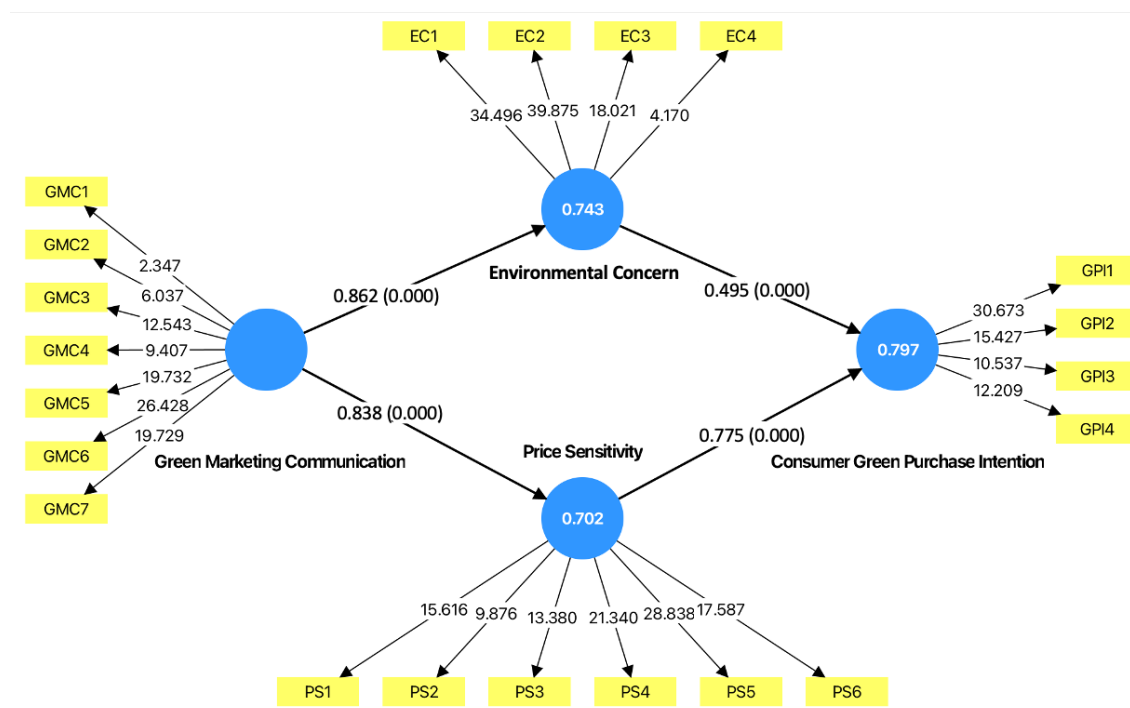 EC1 EC2 EC3 EC4
34.496 39.875 18.021 4.170
GMC1
GMC2
GMC3
GMC4
GMC5
GMC6
GMC7
2.347
6.037
12.543
9.407
19.732
26.428
19.729
Green Marketing Communication
0.743
Environmental Concern
0.862 (0.000)
0.495 (0.000)
0.838 (0.000)
0.775 (0.000)
Price Sensitivity
0.702
0.797
Consumer Green Purchase Intention
30.673
15.427
10.537
12.209
GPI1
GPI2
GPI3
GPI4
15.616 9.876 13.380 21.340 28.838 17.587
PS1 PS2 PS3 PS4 PS5 PS6